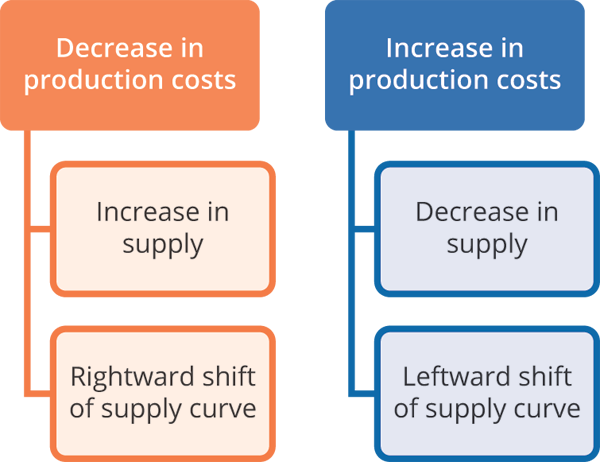 Decrease in
production costs
Increase in
supply
Rightward shift
of supply curve
Increase in
production costs
Decrease in
supply
Leftward shift
of supply curve